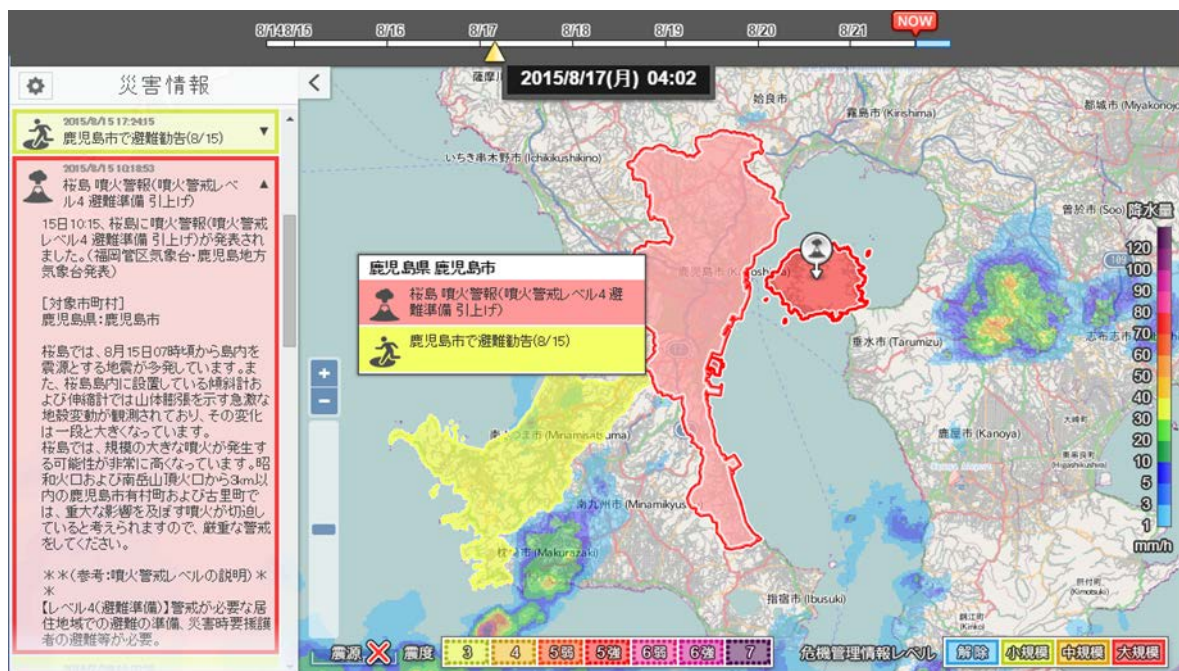 8/14 8/15 8/16 8/17 8/18 8/19 8/20 8/21 NOW
2015/8/17(月) 04:02
災害情報
2015/8/15 17:24:15
鹿児島市で避難勧告(8/15)
2015/8/15 10:18:53
桜島 噴火警報(噴火警戒レベ
ル4 避難準備 引上げ)
15日10:15、桜島に噴火警報(噴火警戒
レベル4 避難準備 引上げ)が発表され
ました。(福岡管区気象台・鹿児島地方
気象台発表)
[対象市町村]
鹿児島県:鹿児島市
桜島では、8月15日07時頃から島内を
震源とする地震が多発しています。ま
た、桜島島内に設置している傾斜計お
よび伸縮計では山体膨張を示す急激な
地殻変動が観測されており、その変化
は一段と大きくなっています。
桜島では、規模の大きな噴火が発生す
る可能性が非常に高くなっています。昭
和火口および南岳山頂火口から3km以
内の鹿児島市有村町および古里町で
は、重大な影響を及ぼす噴火が切迫し
ていると考えられますので、厳重な警戒
をしてください。
**(参考:噴火警戒レベルの説明)*
*
【レベル4(避難準備)】警戒が必要な居
住地域での避難の準備、災害時要援護
者の避難等が必要。
鹿児島県 鹿児島市
桜島 噴火警報(噴火警戒レベル4 避
難準備 引上げ)
鹿児島市で避難勧告(8/15)
姶良市
霧島市 (Kirishima)
都城市 (Miyakonojo
いちき串木野市 (Ichikikushikino)
曽於市 (Soo)
109
垂水市 (Tarumizu)
志布志市
大崎町
鹿屋市 (Kanoya)
東串良町
(Higashikushira)
南九州市 (Minamikyus
(Makurazaki)
指宿市 (Ibusuki)
錦江町
(Kinko)
肝付町
(Kimotsuki)
降水量
120
100
90
80
70
60
50
40
30
20
10
5
3
1
mm/h
震源 震度 3 4 5弱 5強 6弱 6強 7
危機管理情報レベル 解除 小規模 中規模 大規模